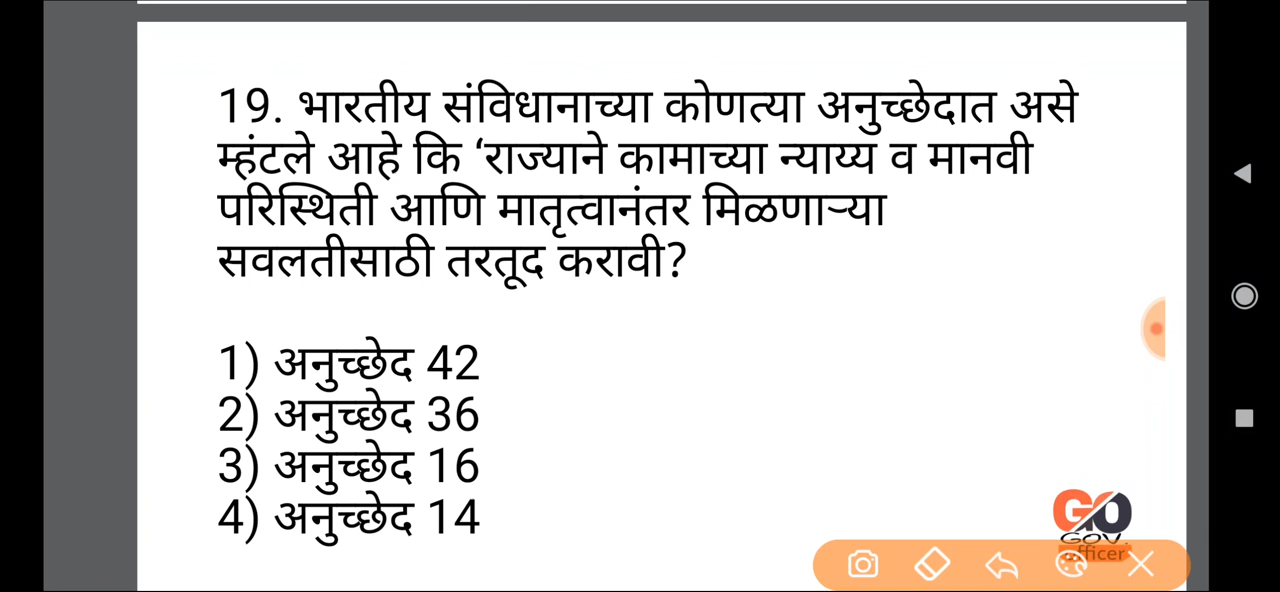 19. भारतीय संविधानाच्या कोणत्या अनुच्छेदात असे
म्हंटले आहे कि ‘राज्याने कामाच्या न्याय्य व मानवी
परिस्थिती आणि मातृत्वानंतर मिळणाऱ्या
सवलतीसाठी तरतूद करावी?
1) अनुच्छेद 42
2) अनुच्छेद 36
3) अनुच्छेद 16
4) अनुच्छेद 14
GO
GOV.
officer